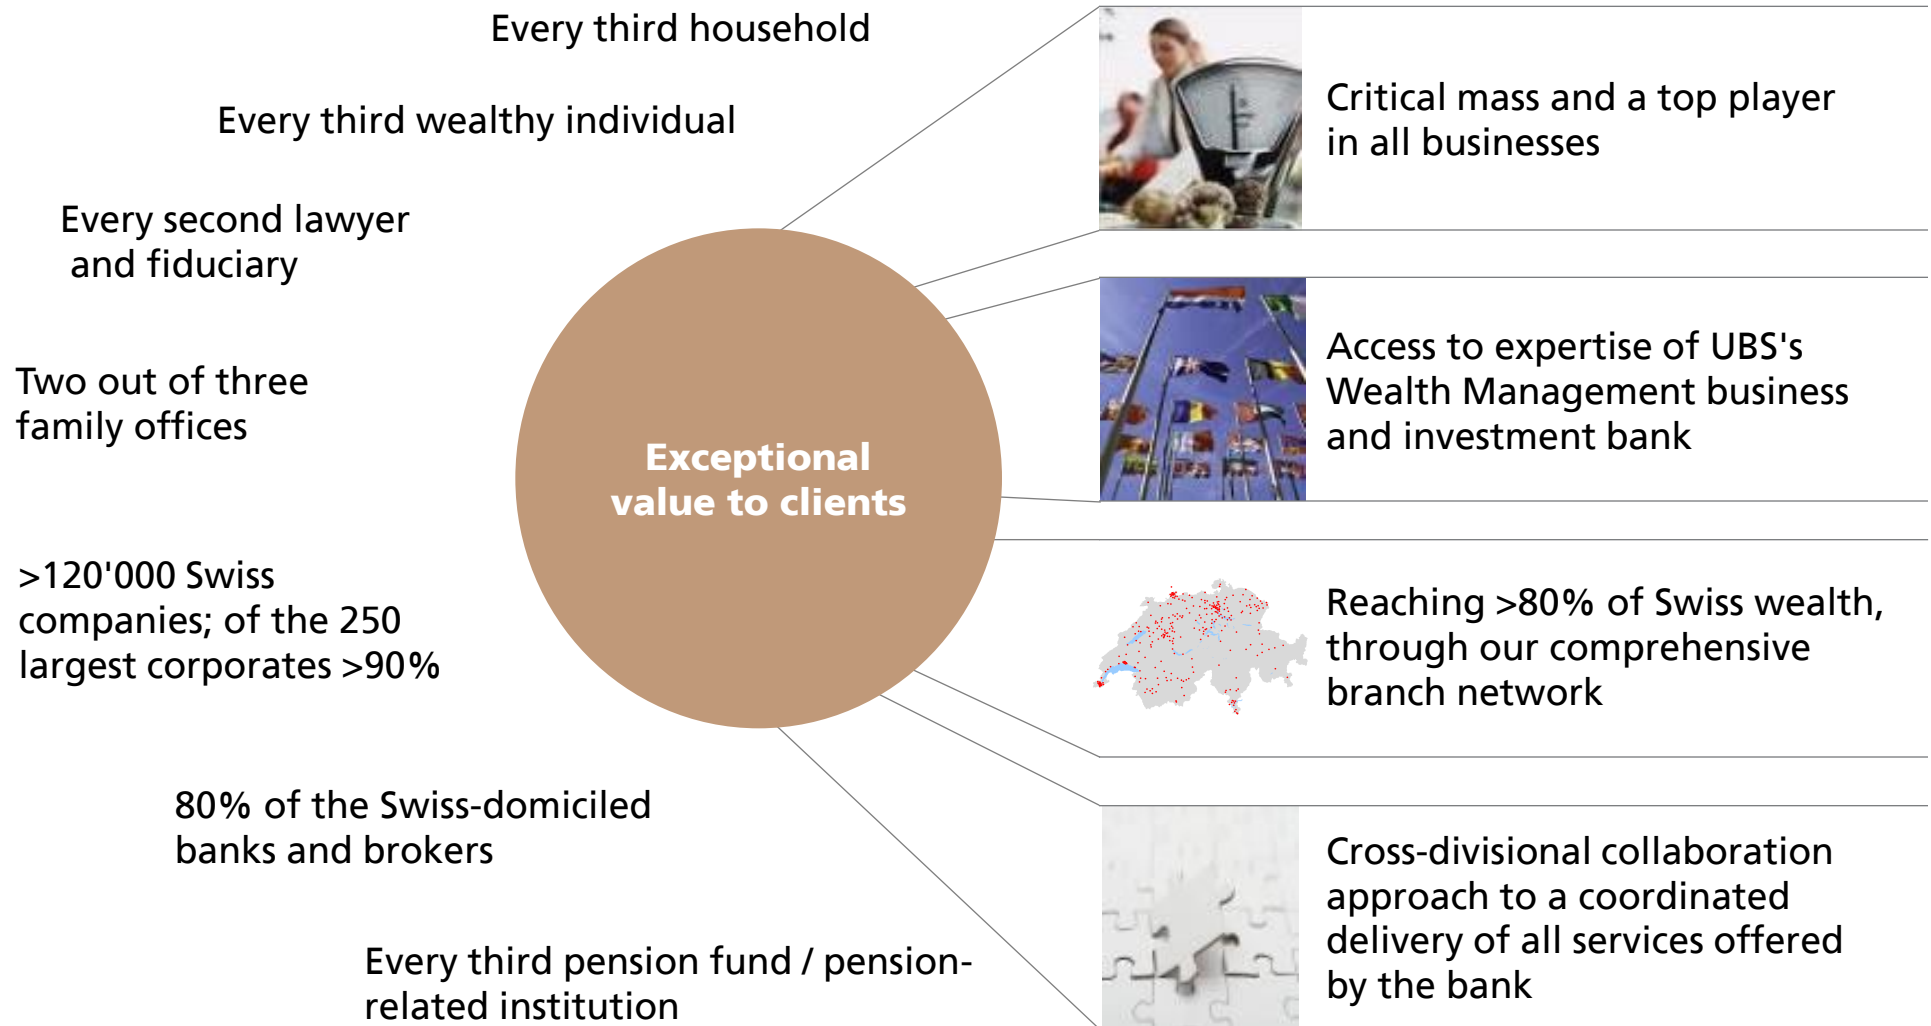 Every third household
Every third wealthy individual
Every second lawyer
and fiduciary
Two out of three
family offices
>120'000 Swiss
companies; of the 250
largest corporates >90%
80% of the Swiss-domiciled
banks and brokers
Every third pension fund / pension-
related institution
Exceptional
value to clients
Critical mass and a top player
in all businesses
Access to expertise of UBS's
Wealth Management business
and investment bank
Reaching >80% of Swiss wealth,
through our comprehensive
branch network
Cross-divisional collaboration
approach to a coordinated
delivery of all services offered
by the bank